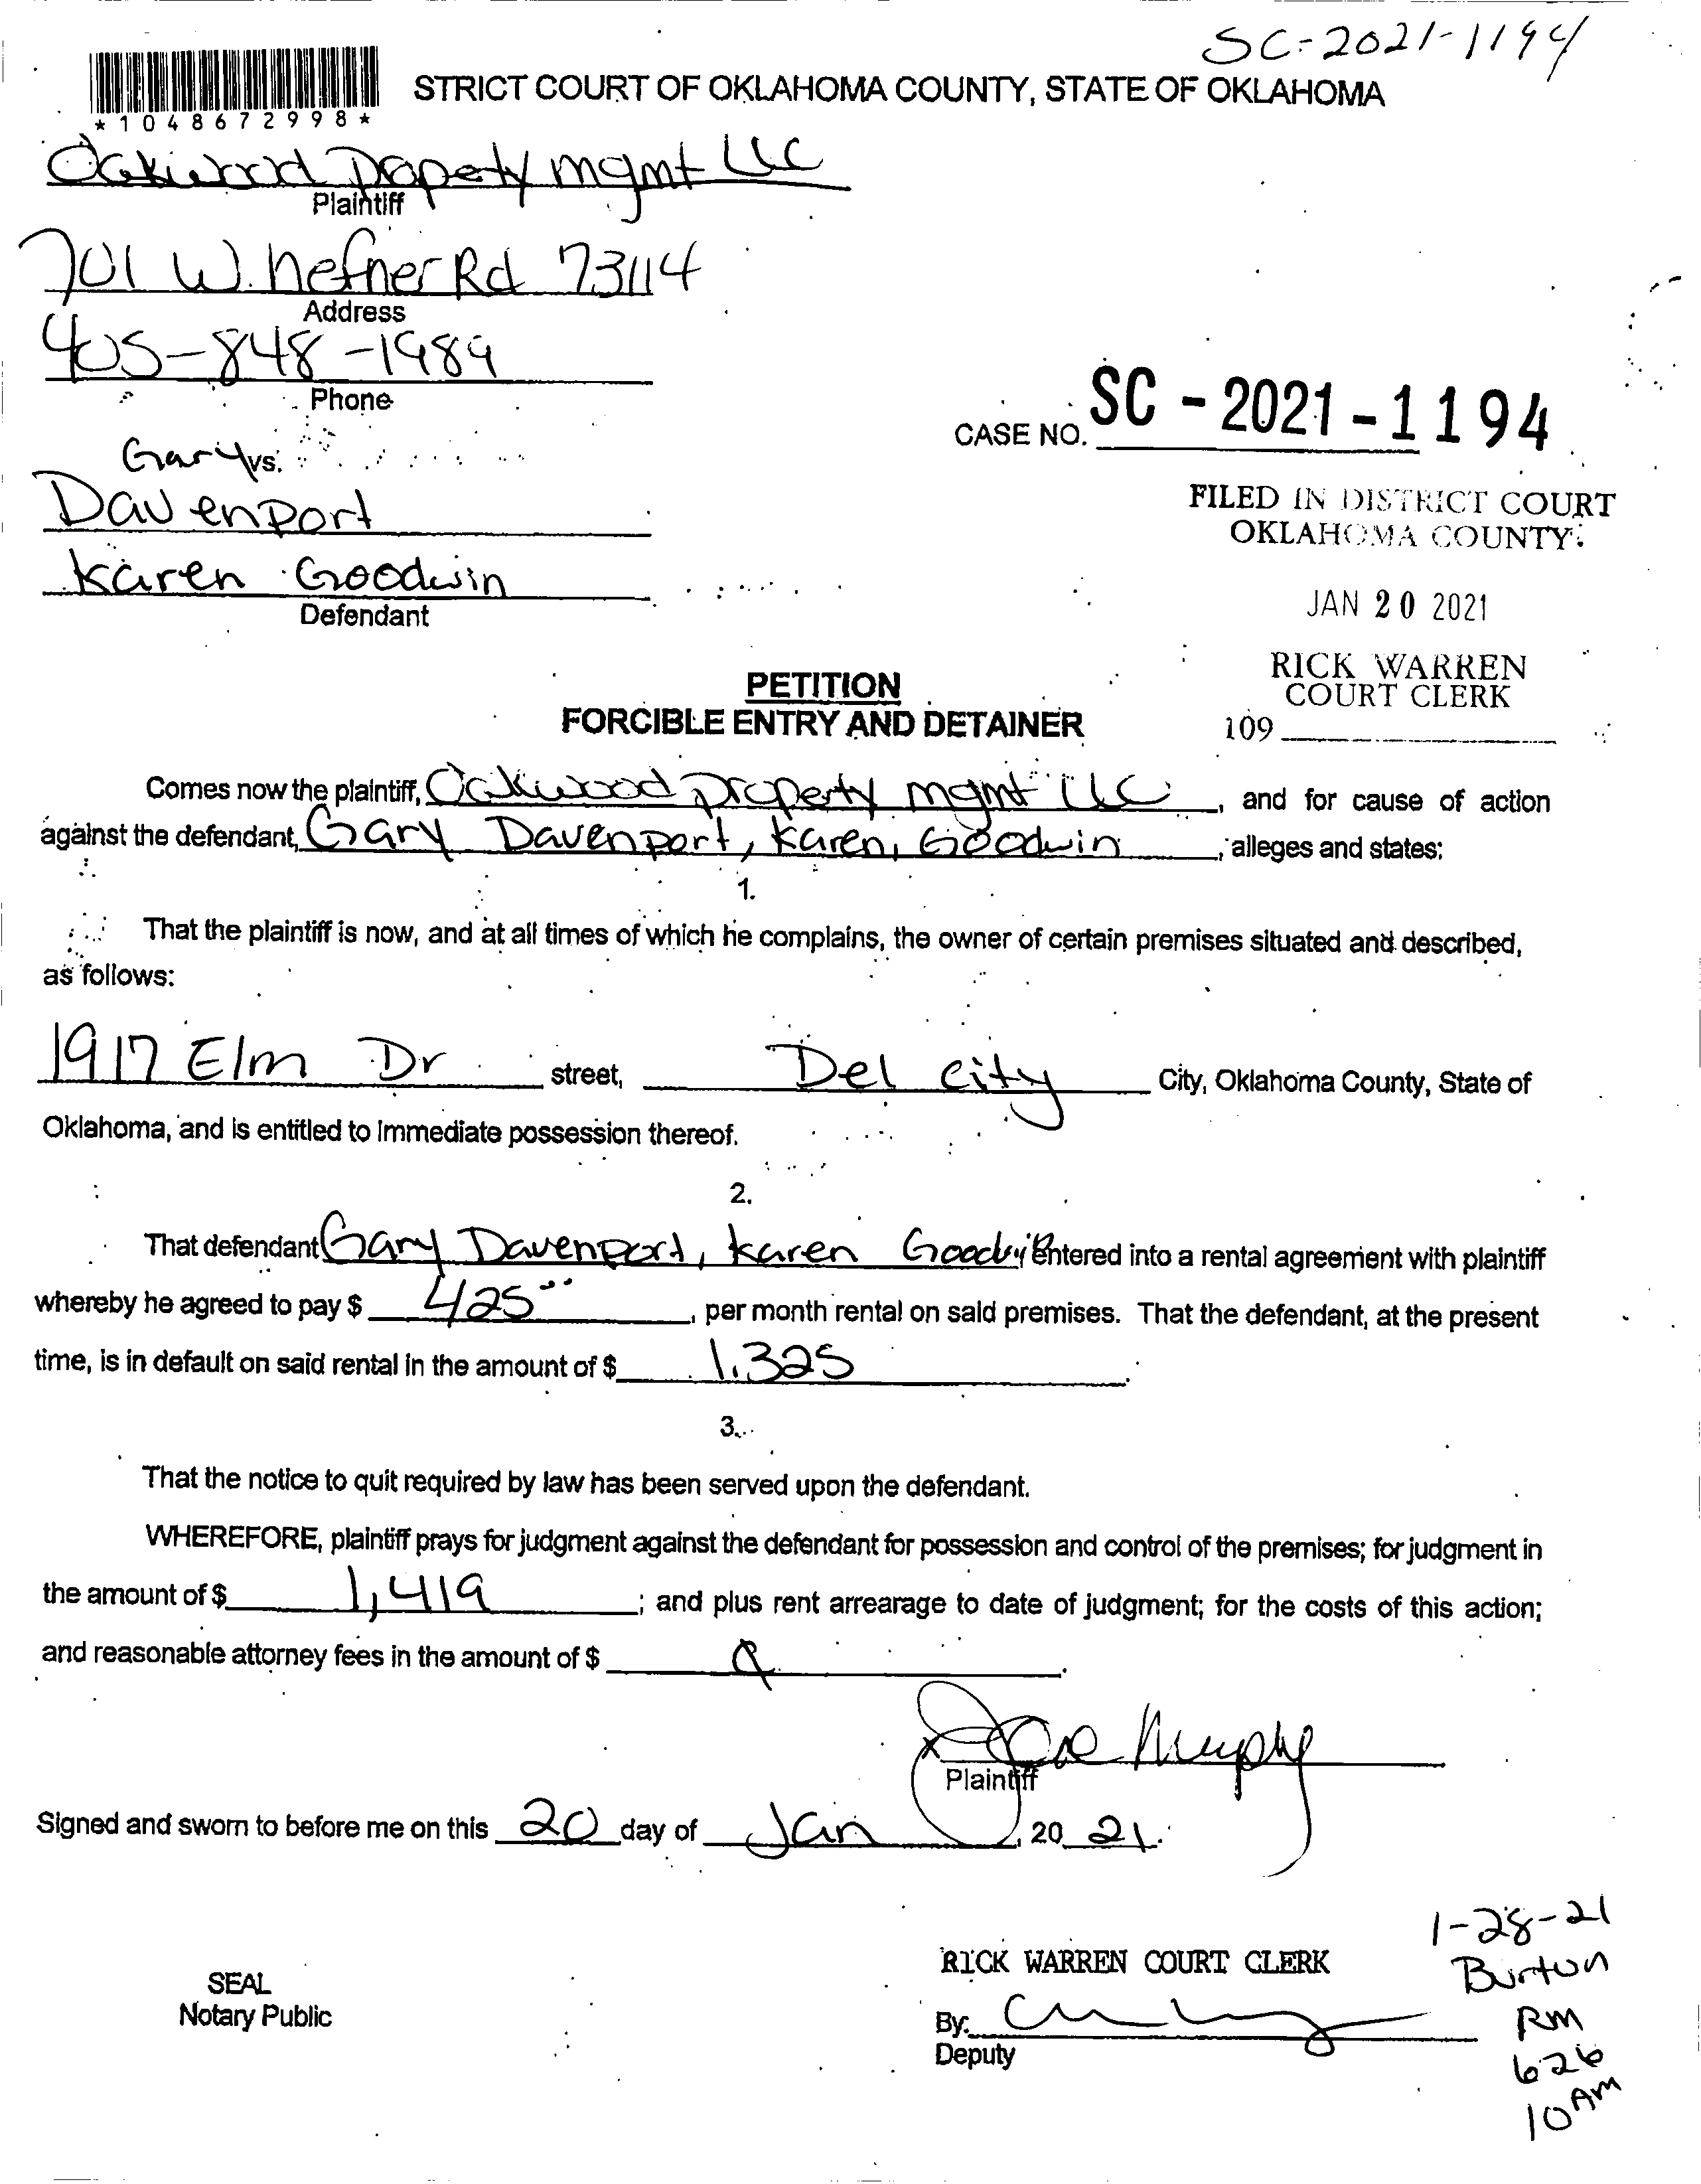 SC-2021-1194
STRICT COURT OF OKLAHOMA COUNTY, STATE OF OKLAHOMA
*1048672998*
Oakwood Propety mgmt LLC
Plaintiff
701 W. hefner Rd 73114
Address
405-848-1989
Phone
CASE NO. SC-2021-1194
Gary vs.
Davenport
FILED IN DISTRICT COURT
OKLAHOMA COUNTY
Karen Goodwin
Defendant
JAN 20 2021
RICK WARREN
COURT CLERK
109
PETITION
FORCIBLE ENTRY AND DETAINER
Comes now the plaintiff, Oakwood Property mgmt LLC, and for cause of action
against the defendant, Gary Davenport, Karen, Goodwin, alleges and states:
1.
That the plaintiff is now, and at all times of which he complains, the owner of certain premises situated and described,
as follows:
1917 Elm Dr street, Del city City, Oklahoma County, State of
Oklahoma, and is entitled to immediate possession thereof.
2.
That defendant Gary Davenport, Karen Goodwin entered into a rental agreement with plaintiff
whereby he agreed to pay $ 425, per month rental on said premises. That the defendant, at the present
time, is in default on said rental in the amount of $ 1,325.
3.
That the notice to quit required by law has been served upon the defendant.
WHEREFORE, plaintiff prays for judgment against the defendant for possession and control of the premises; for judgment in
the amount of $ 1,419; and plus rent arrearage to date of judgment; for the costs of this action;
and reasonable attorney fees in the amount of $
Murphy
Plaintiff
Signed and sworn to before me on this 20 day of Jan, 20 21.
1-28-21
Burton
RM
626
10AM
RICK WARREN COURT CLERK
SEAL
Notary Public
By:
Deputy